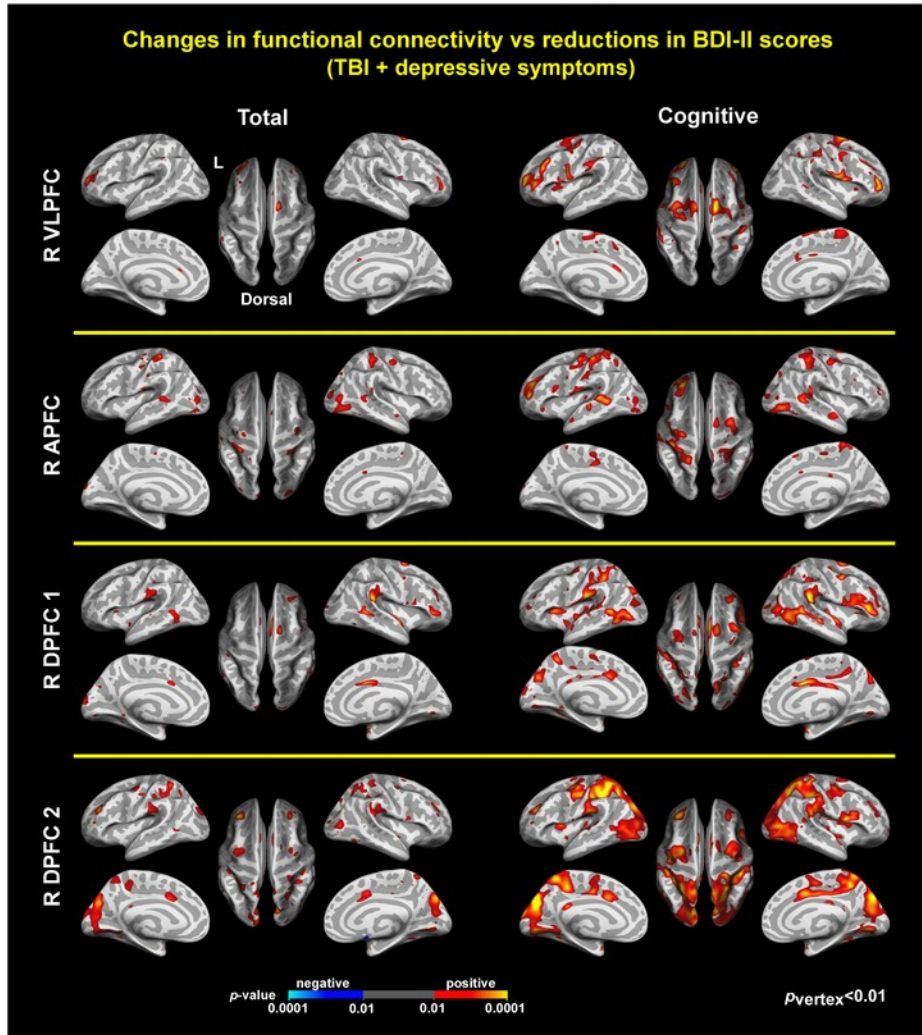 Changes in functional connectivity vs reductions in BDI-II scores
(TBI + depressive symptoms)
Total
Cognitive
L
R VLPFC
Dorsal
R APFC
R DPFC 1
R DPFC 2
negative positive
p-value
0.0001 0.01 0.01 0.0001
pvertex<0.01